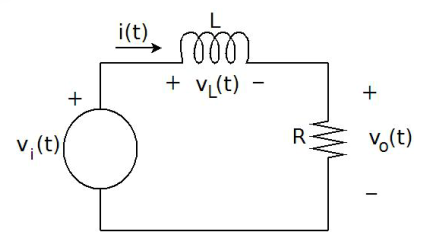 i(t)
L
+ v_L(t) −
+
+
v_i(t)
R
v_o(t)
−